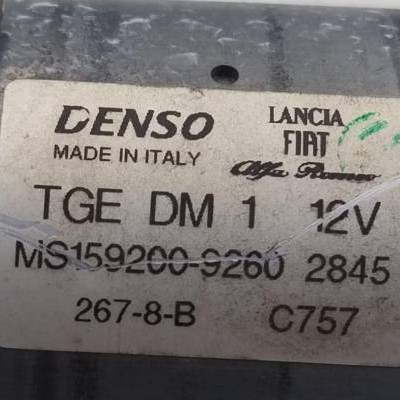 DENSO
MADE IN ITALY
LANCIA
FIAT
Alfa Romeo
TGE DM 1 12V
MS159200-9260 2845
267-8-B C757